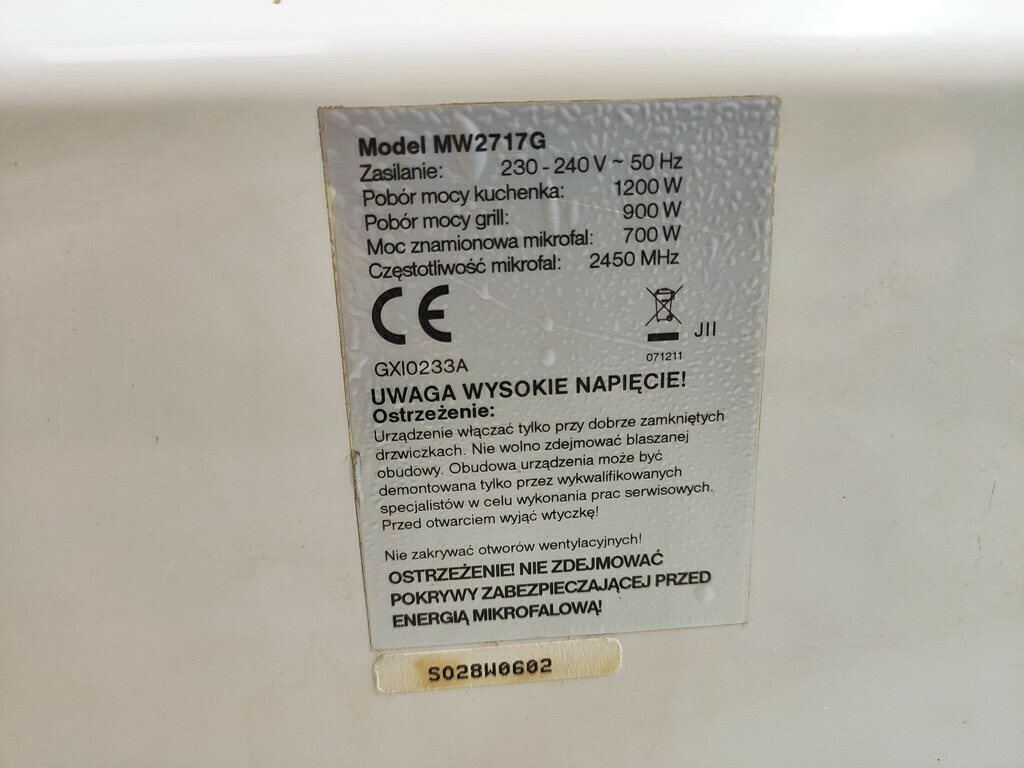 Model MW2717G
Zasilanie: 230 - 240 V ~ 50 Hz
Pobór mocy kuchenka: 1200 W
Pobór mocy grill: 900 W
Moc znamionowa mikrofal: 700 W
Częstotliwość mikrofal: 2450 MHz
CE
JII
071211
GXI0233A
UWAGA WYSOKIE NAPIĘCIE!
Ostrzeżenie:
Urządzenie włączać tylko przy dobrze zamkniętych
drzwiczkach. Nie wolno zdejmować blaszanej
obudowy. Obudowa urządzenia może być
demontowana tylko przez wykwalifikowanych
specjalistów w celu wykonania prac serwisowych.
Przed otwarciem wyjąć wtyczkę!
Nie zakrywać otworów wentylacyjnych!
OSTRZEŻENIE! NIE ZDEJMOWAĆ
POKRYWY ZABEZPIECZAJĄCEJ PRZED
ENERGIĄ MIKROFALOWĄ!
S028W0602